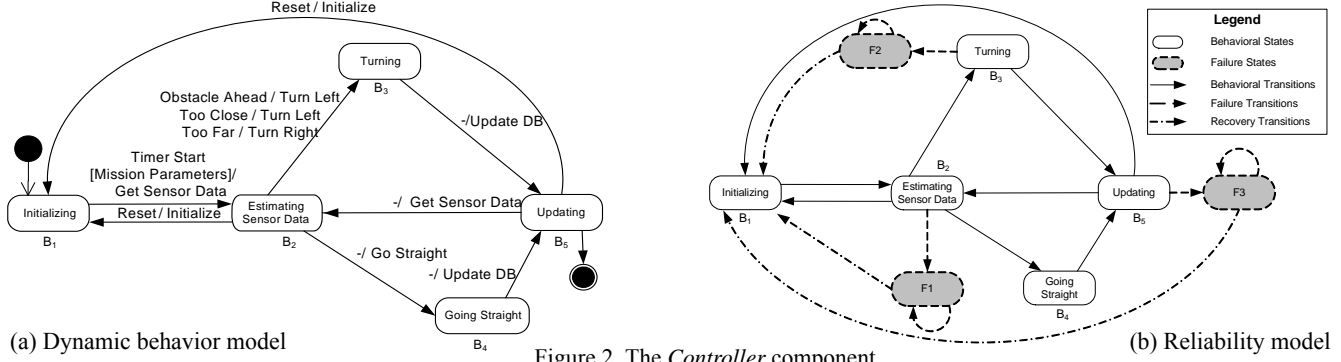 Reset / Initialize
Turning
B3
Obstacle Ahead / Turn Left
Too Close / Turn Left
Too Far / Turn Right
-/Update DB
Timer Start
[Mission Parameters]/
Get Sensor Data
Initializing
B1
Reset / Initialize
Estimating
Sensor Data
B2
-/ Get Sensor Data
Updating
B5
-/ Go Straight
-/ Update DB
Going Straight
B4
(a) Dynamic behavior model
F2
Turning
B3
Legend
Behavioral States
Failure States
Behavioral Transitions
Failure Transitions
Recovery Transitions
Initializing
B1
B2
Estimating
Sensor Data
Updating
B5
F3
F1
Going
Straight
B4
(b) Reliability model
Figure 2. The Controller component